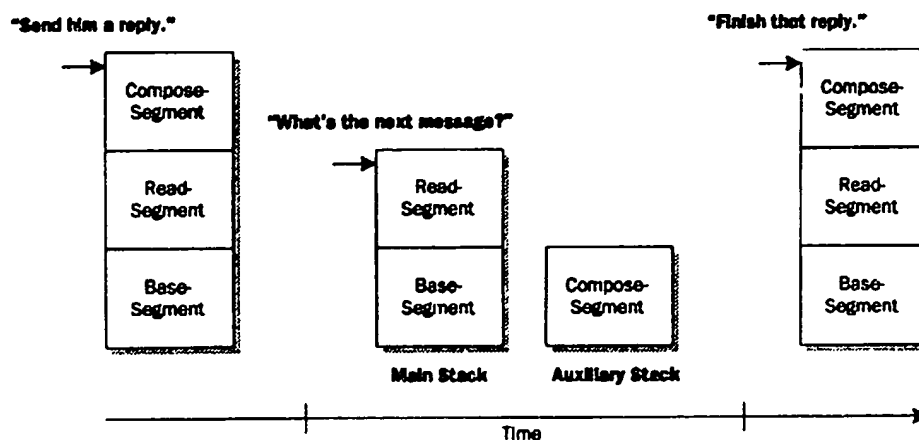 "Send him a reply."
Compose-
Segment
Read-
Segment
Base-
Segment
"What's the next message?"
Read-
Segment
Base-
Segment
Main Stack
Compose-
Segment
Auxiliary Stack
"Finish that reply."
Compose-
Segment
Read-
Segment
Base-
Segment
Time